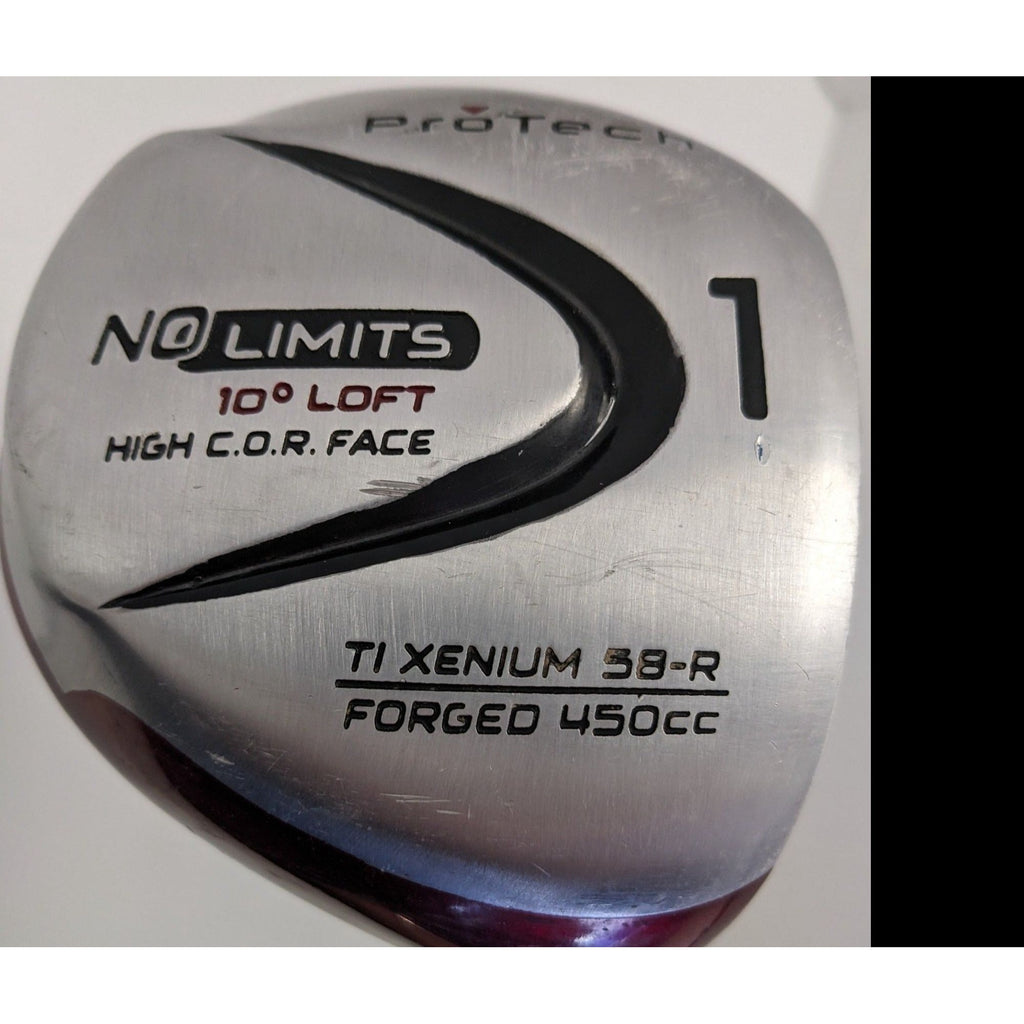 ProTech
1
NO LIMITS
10° LOFT
HIGH C.O.R. FACE
TI XENIUM 58-R
FORGED 450cc